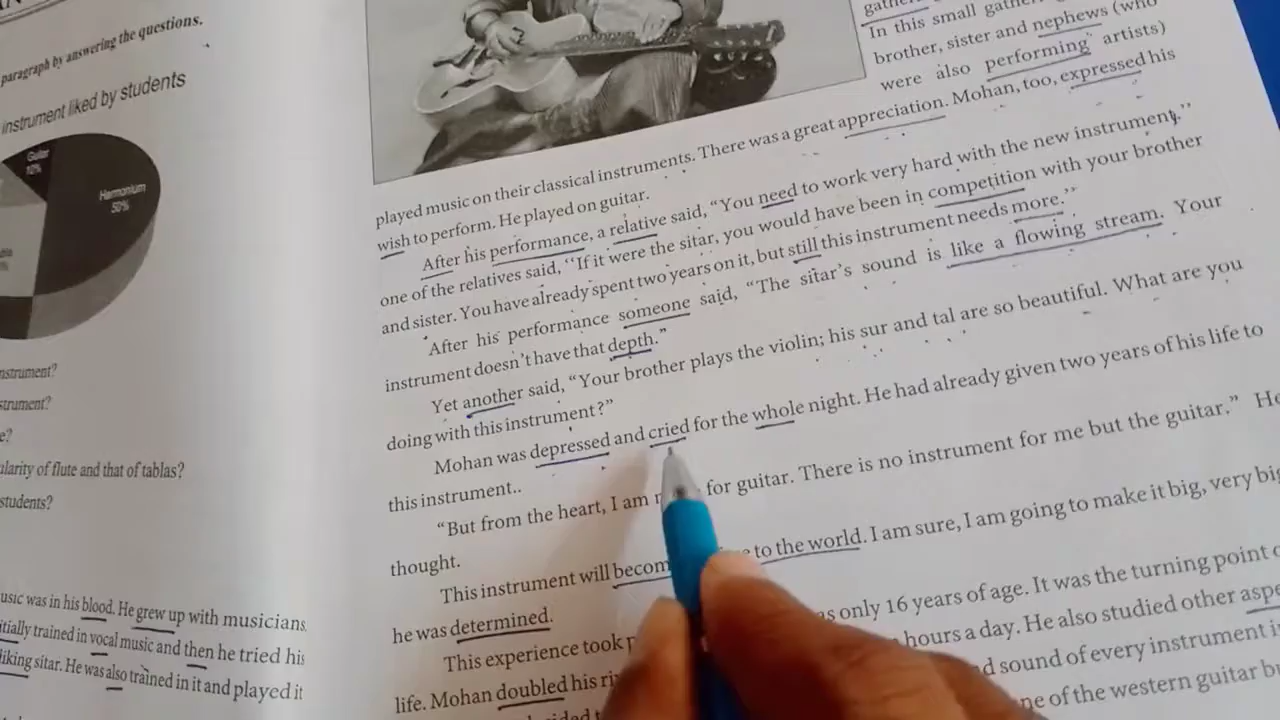 paragraph by answering the questions.
instrument liked by students
Guitar
10%
Harmonium
50%
nstrument?
strument?
e?
ularity of flute and that of tablas?
students?
usic was in his blood. He grew up with musicians
itially trained in vocal music and then he tried his
liking sitar. He was also trained in it and played it
In this small
brother, sister and nephews (who
were also performing artists)
played music on their classical instruments. There was a great appreciation. Mohan, too, expressed his
wish to perform. He played on guitar.
After his performance, a relative said, “You need to work very hard with the new instrument.''
one of the relatives said, ‘‘If it were the sitar, you would have been in competition with your brother
and sister. You have already spent two years on it, but still this instrument needs more.’’
After his performance someone said, “The sitar’s sound is like a flowing stream. Your
instrument doesn’t have that depth.”
Yet another said, “Your brother plays the violin; his sur and tal are so beautiful. What are you
doing with this instrument?”
Mohan was depressed and cried for the whole night. He had already given two years of his life to
this instrument..
“But from the heart, I am for guitar. There is no instrument for me but the guitar.” He
thought.
This instrument will to the world. I am sure, I am going to make it big, very big
he was determined.
This experience took only 16 years of age. It was the turning point
life. Mohan doubled his hours a day. He also studied other
sound of every instrument
of the western guitar